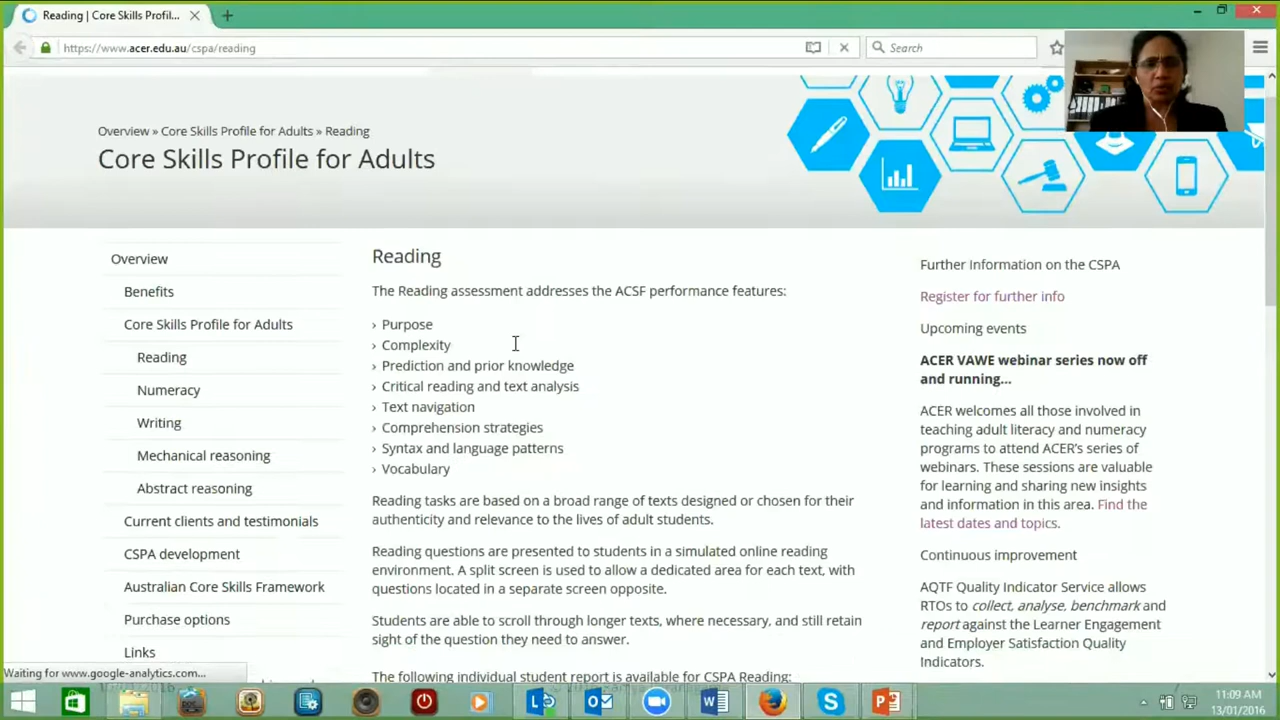 Reading | Core Skills Profil...
https://www.acer.edu.au/cspa/reading
Search
Overview » Core Skills Profile for Adults » Reading
Core Skills Profile for Adults
Overview
Benefits
Core Skills Profile for Adults
Reading
Numeracy
Writing
Mechanical reasoning
Abstract reasoning
Current clients and testimonials
CSPA development
Australian Core Skills Framework
Purchase options
Links
Reading
The Reading assessment addresses the ACSF performance features:
› Purpose
› Complexity
› Prediction and prior knowledge
› Critical reading and text analysis
› Text navigation
› Comprehension strategies
› Syntax and language patterns
› Vocabulary
Reading tasks are based on a broad range of texts designed or chosen for their
authenticity and relevance to the lives of adult students.
Reading questions are presented to students in a simulated online reading
environment. A split screen is used to allow a dedicated area for each text, with
questions located in a separate screen opposite.
Students are able to scroll through longer texts, where necessary, and still retain
sight of the question they need to answer.
The following individual student report is available for CSPA Reading:
Further Information on the CSPA
Register for further info
Upcoming events
ACER VAWE webinar series now off
and running...
ACER welcomes all those involved in
teaching adult literacy and numeracy
programs to attend ACER's series of
webinars. These sessions are valuable
for learning and sharing new insights
and information in this area. Find the
latest dates and topics.
Continuous improvement
AQTF Quality Indicator Service allows
RTOs to collect, analyse, benchmark and
report against the Learner Engagement
and Employer Satisfaction Quality
Indicators.
Waiting for www.google-analytics.com...
11:09 AM
13/01/2016